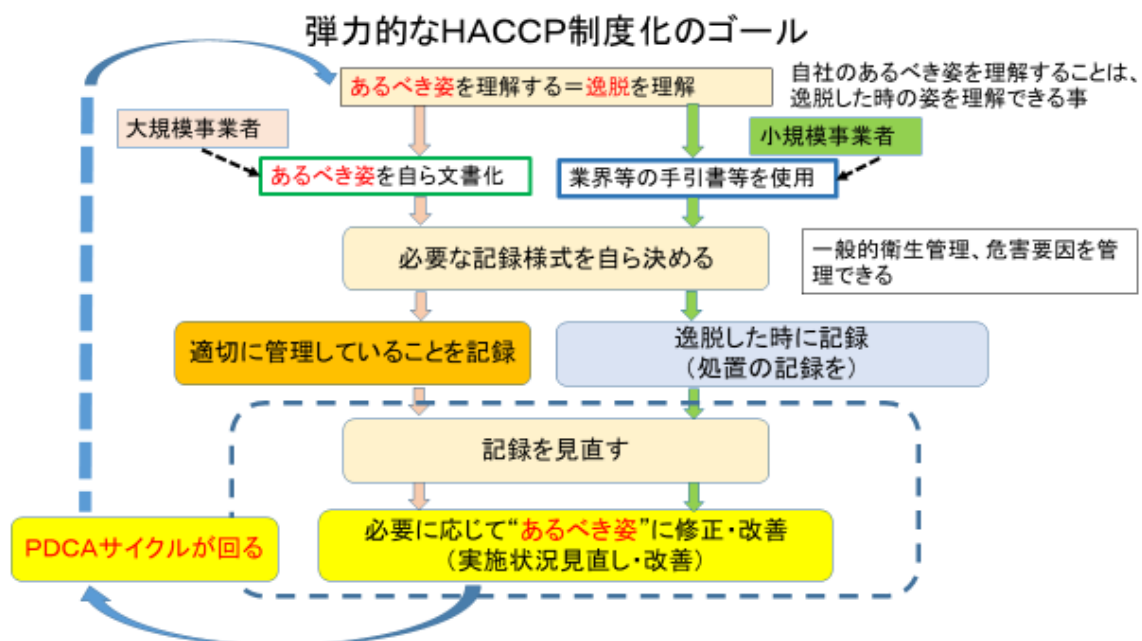 弾力的なHACCP制度化のゴール
あるべき姿を理解する＝逸脱を理解
自社のあるべき姿を理解することは、
逸脱した時の姿を理解できる事
大規模事業者
小規模事業者
あるべき姿を自ら文書化
業界等の手引書等を使用
必要な記録様式を自ら決める
一般的衛生管理、危害要因を管
理できる
適切に管理していることを記録
逸脱した時に記録
（処置の記録を）
記録を見直す
PDCAサイクルが回る
必要に応じて“あるべき姿”に修正・改善
（実施状況見直し・改善）